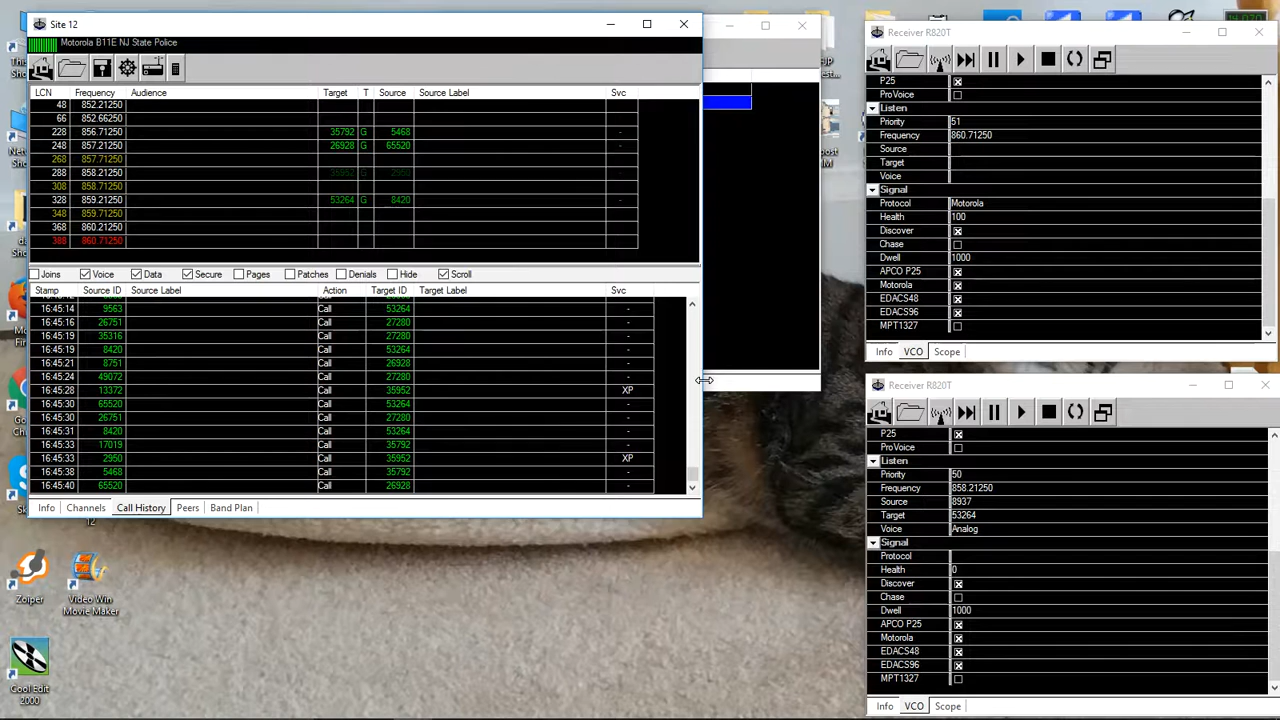 Site 12
Motorola B11E NJ State Police
LCN Frequency Audience Target T Source Source Label Svc
48 852.21250
66 852.66250
228 856.71250 35792 G 5468 -
248 857.21250 26928 G 65520 -
268 857.71250
288 858.21250 35952 G 2950 -
308 858.71250
328 859.21250 53264 G 8420 -
348 859.71250
368 860.21250
388 860.71250
Joins Voice Data Secure Pages Patches Denials Hide Scroll
Stamp Source ID Source Label Action Target ID Target Label Svc
16:45:14 9563 Call 53264 -
16:45:16 26751 Call 27280 -
16:45:19 35316 Call 27280 -
16:45:19 8420 Call 53264 -
16:45:21 8751 Call 26928 -
16:45:24 49072 Call 27280 -
16:45:28 13372 Call 35952 XP
16:45:30 65520 Call 53264 -
16:45:30 26751 Call 27280 -
16:45:31 8420 Call 53264 -
16:45:33 17019 Call 35792 -
16:45:33 2950 Call 35952 XP
16:45:38 5468 Call 35792 -
16:45:40 65520 Call 26928 -
Info Channels Call History Peers Band Plan
12
Zoiper
Video Win
Movie Maker
Cool Edit
2000
Receiver R820T
P25
ProVoice
Listen
Priority 51
Frequency 860.71250
Source
Target
Voice
Signal
Protocol Motorola
Health 100
Discover
Chase
Dwell 1000
APCO P25
Motorola
EDACS48
EDACS96
MPT1327
Info VCO Scope
Receiver R820T
P25
ProVoice
Listen
Priority 50
Frequency 858.21250
Source 8937
Target 53264
Voice Analog
Signal
Protocol
Health 0
Discover
Chase
Dwell 1000
APCO P25
Motorola
EDACS48
EDACS96
MPT1327
Info VCO Scope